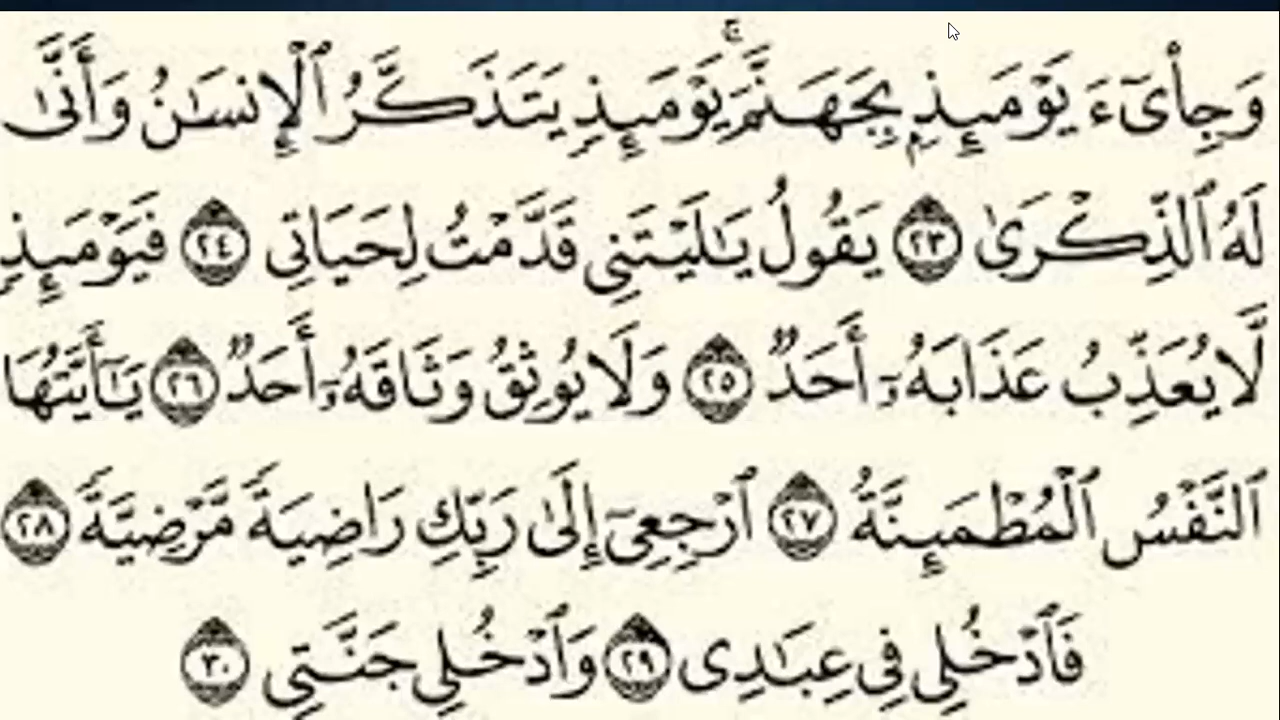 وَجِا۟ىٓءَ يَوْمَئِذٍۭ بِجَهَنَّمَ ۚ يَوْمَئِذٍ يَتَذَكَّرُ ٱلْإِنسَٰنُ وَأَنَّىٰ
لَهُ ٱلذِّكْرَىٰ ٢٣ يَقُولُ يَٰلَيْتَنِى قَدَّمْتُ لِحَيَاتِى ٢٤ فَيَوْمَئِذٍ
لَّا يُعَذِّبُ عَذَابَهُۥٓ أَحَدٌ ٢٥ وَلَا يُوثِقُ وَثَاقَهُۥٓ أَحَدٌ ٢٦ يَٰٓأَيَّتُهَا
ٱلنَّفْسُ ٱلْمُطْمَئِنَّةُ ٢٧ ٱرْجِعِىٓ إِلَىٰ رَبِّكِ رَاضِيَةً مَّرْضِيَّةً ٢٨
فَٱدْخُلِى فِى عِبَٰدِى ٢٩ وَٱدْخُلِى جَنَّتِى ٣٠